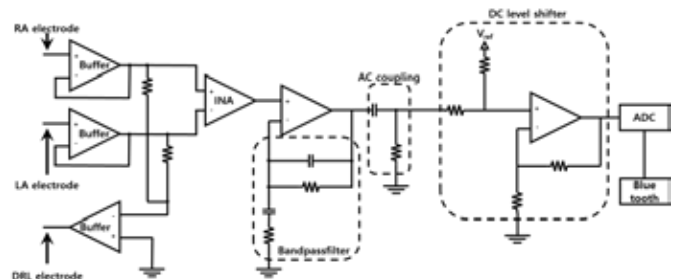 RA electrode
Buffer
LA electrode
Buffer
DRL electrode
Buffer
INA
Bandpassfilter
AC coupling
DC level shifter
Vref
ADC
Blue
tooth